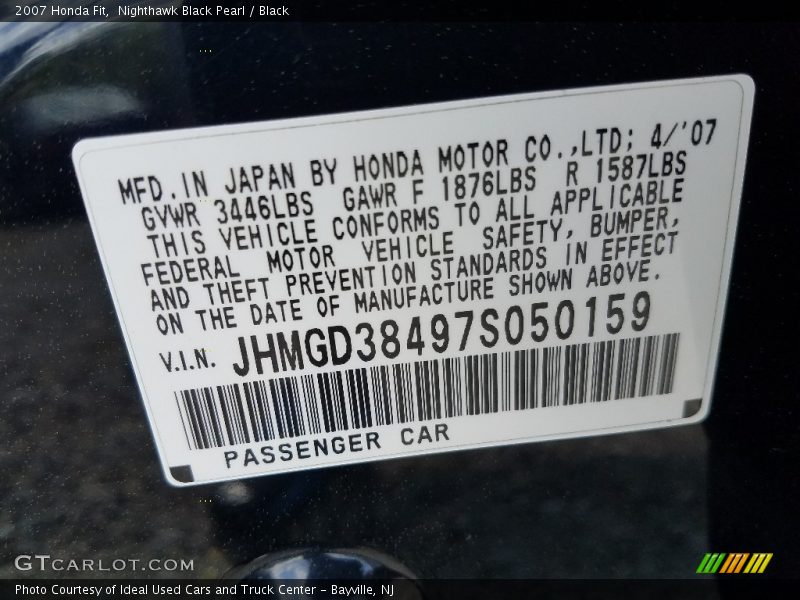 2007 Honda Fit, Nighthawk Black Pearl / Black
MFD.IN JAPAN BY HONDA MOTOR CO.,LTD; 4/'07
GVWR 3446LBS GAWR F 1876LBS R 1587LBS
THIS VEHICLE CONFORMS TO ALL APPLICABLE
FEDERAL MOTOR VEHICLE SAFETY, BUMPER,
AND THEFT PREVENTION STANDARDS IN EFFECT
ON THE DATE OF MANUFACTURE SHOWN ABOVE.
V.I.N. JHMGD38497S050159
PASSENGER CAR
GTCARLOT.COM
Photo Courtesy of Ideal Used Cars and Truck Center - Bayville, NJ